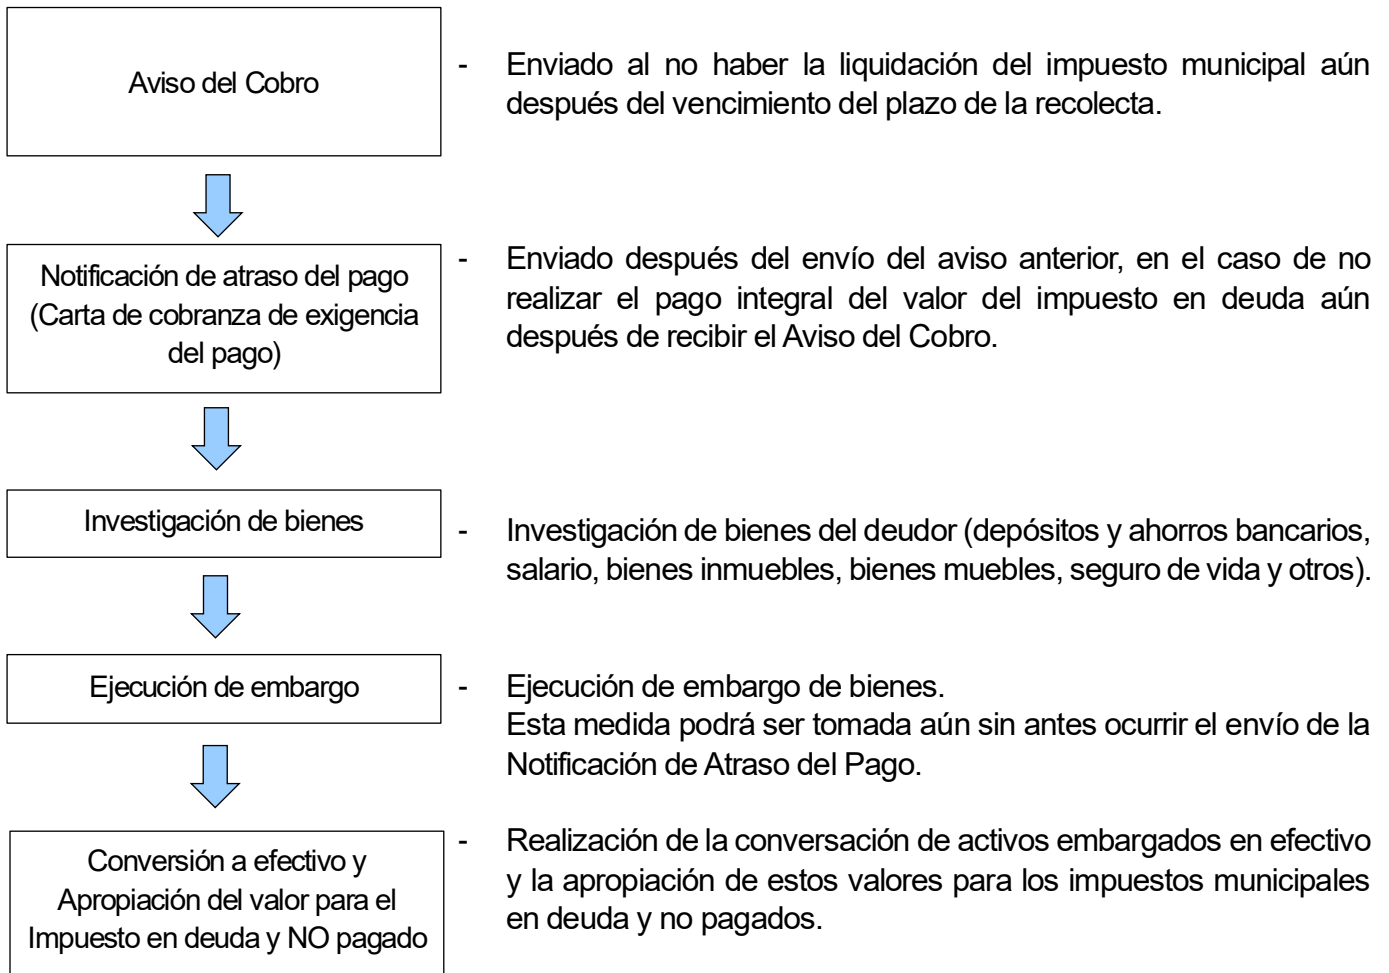 Aviso del Cobro
- Enviado al no haber la liquidación del impuesto municipal aún
después del vencimiento del plazo de la recolecta.
Notificación de atraso del pago
(Carta de cobranza de exigencia
del pago)
- Enviado después del envío del aviso anterior, en el caso de no
realizar el pago integral del valor del impuesto en deuda aún
después de recibir el Aviso del Cobro.
Investigación de bienes
- Investigación de bienes del deudor (depósitos y ahorros bancarios,
salario, bienes inmuebles, bienes muebles, seguro de vida y otros).
Ejecución de embargo
- Ejecución de embargo de bienes.
Esta medida podrá ser tomada aún sin antes ocurrir el envío de la
Notificación de Atraso del Pago.
Conversión a efectivo y
Apropiación del valor para el
Impuesto en deuda y NO pagado
- Realización de la conversación de activos embargados en efectivo
y la apropiación de estos valores para los impuestos municipales
en deuda y no pagados.